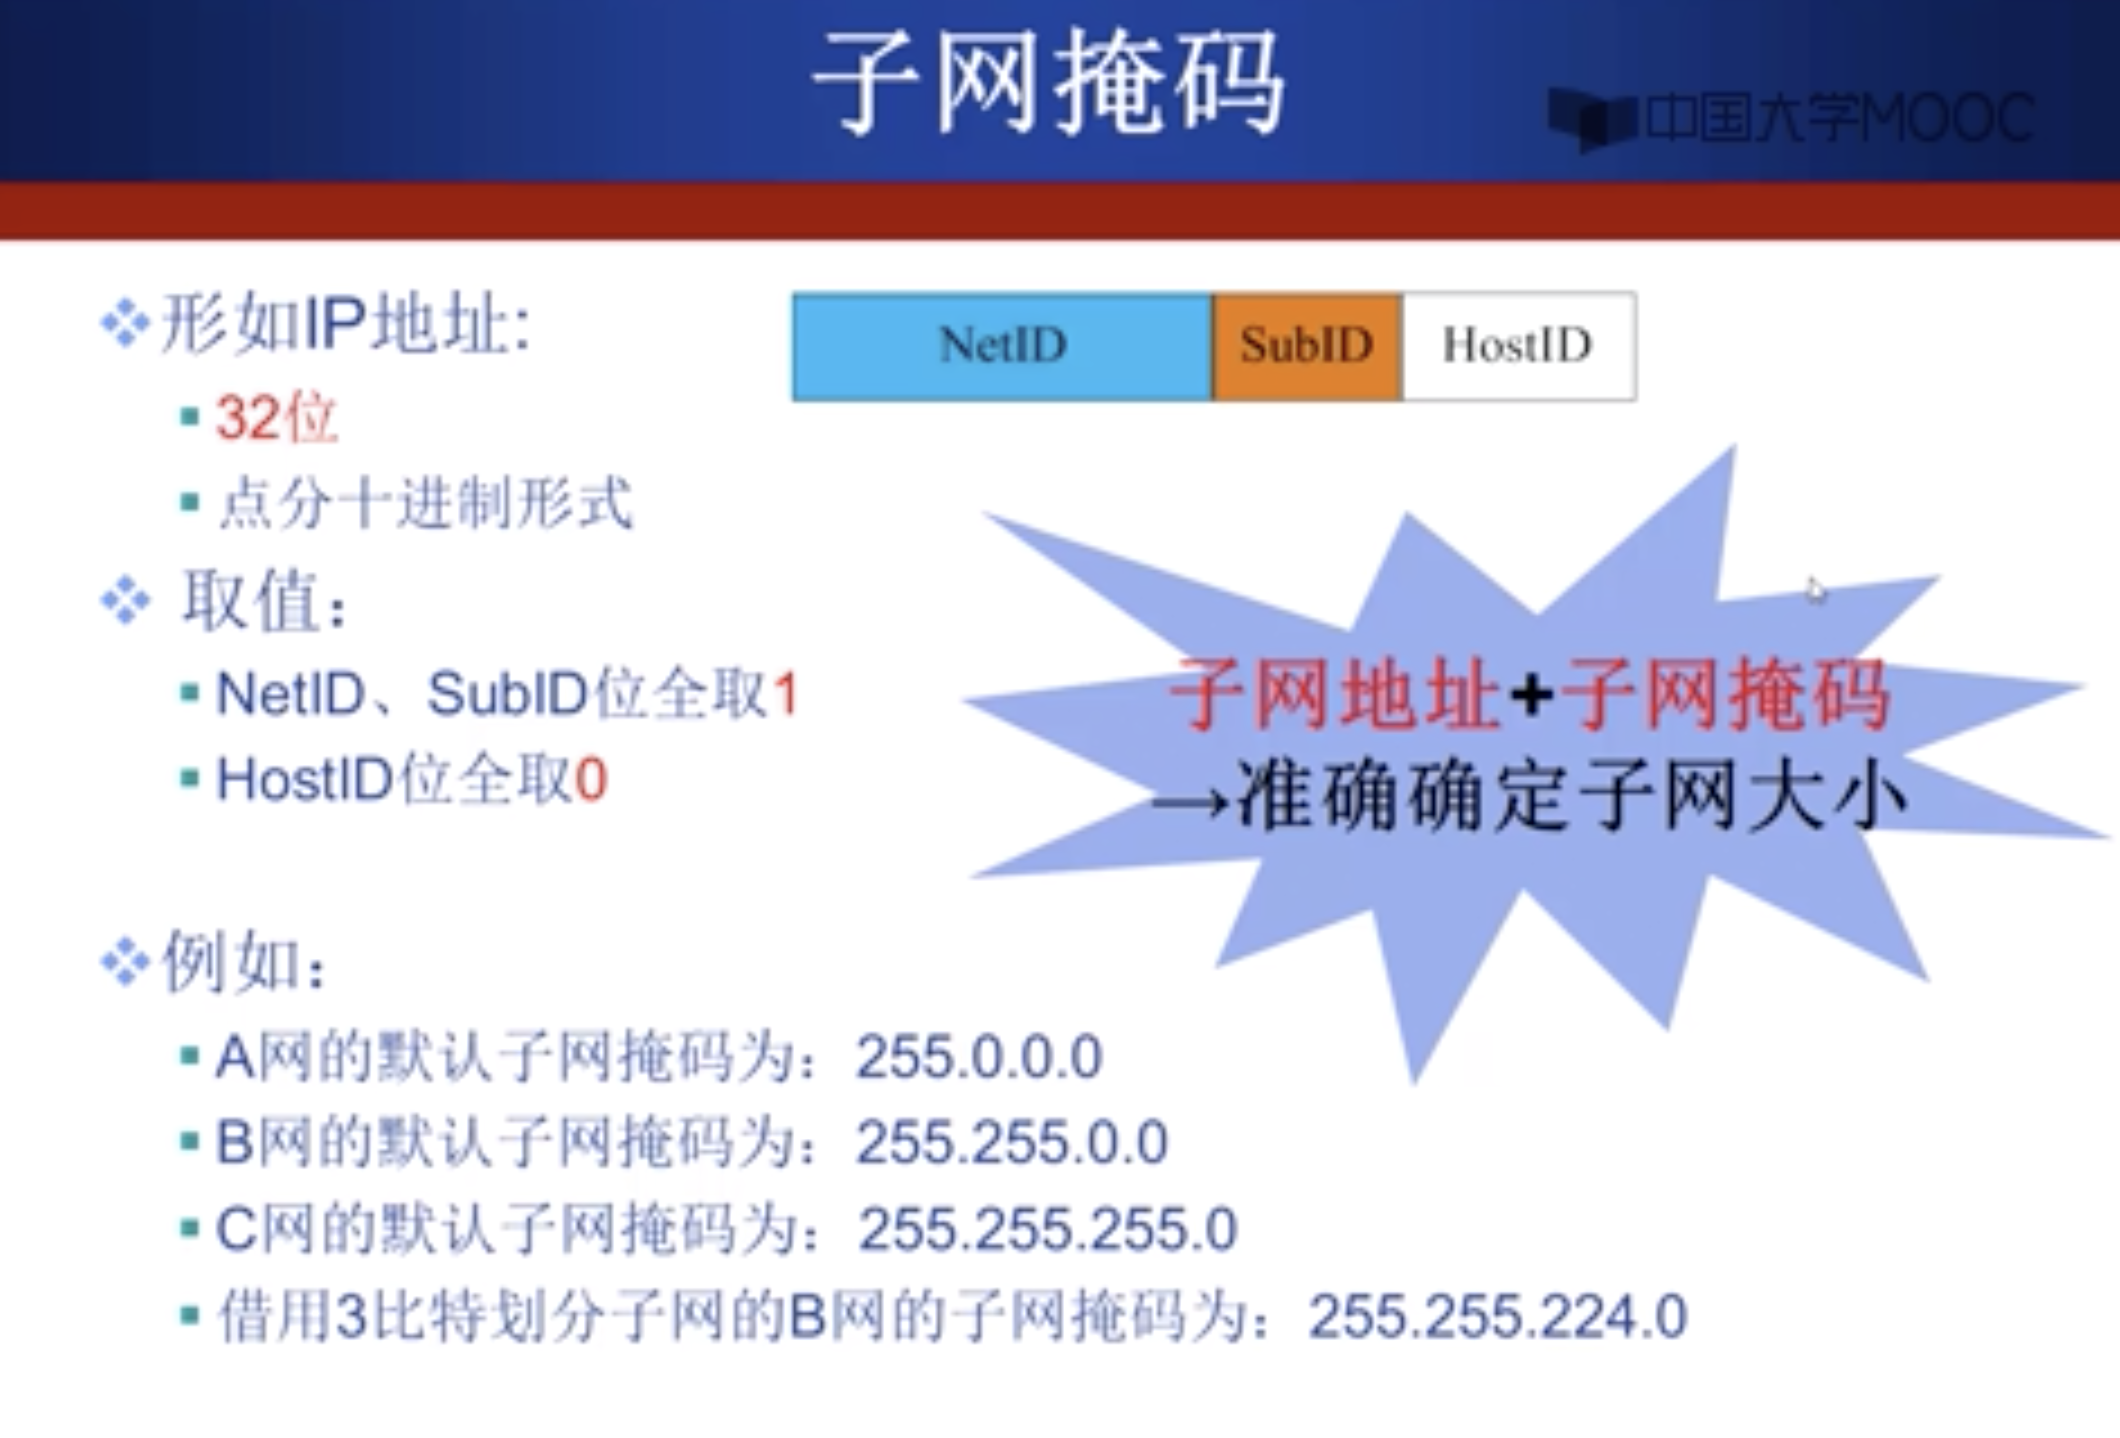 子网掩码
中国大学MOOC
形如IP地址:
NetID SubID HostID
32位
点分十进制形式
取值：
NetID、SubID位全取1
HostID位全取0
子网地址+子网掩码
→准确确定子网大小
例如：
A网的默认子网掩码为：255.0.0.0
B网的默认子网掩码为：255.255.0.0
C网的默认子网掩码为：255.255.255.0
借用3比特划分子网的B网的子网掩码为：255.255.224.0